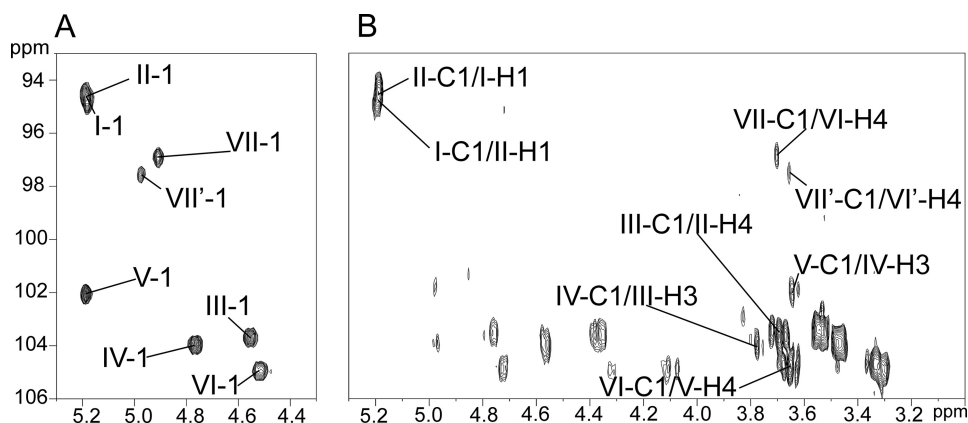 A
B
ppm
94
96
98
100
102
104
106
II-1
I-1
VII-1
VII'-1
V-1
III-1
IV-1
VI-1
5.2 5.0 4.8 4.6 4.4
II-C1/I-H1
I-C1/II-H1
VII-C1/VI-H4
VII'-C1/VI'-H4
III-C1/II-H4
V-C1/IV-H3
IV-C1/III-H3
VI-C1/V-H4
5.2 5.0 4.8 4.6 4.4 4.2 4.0 3.8 3.6 3.4 3.2 ppm